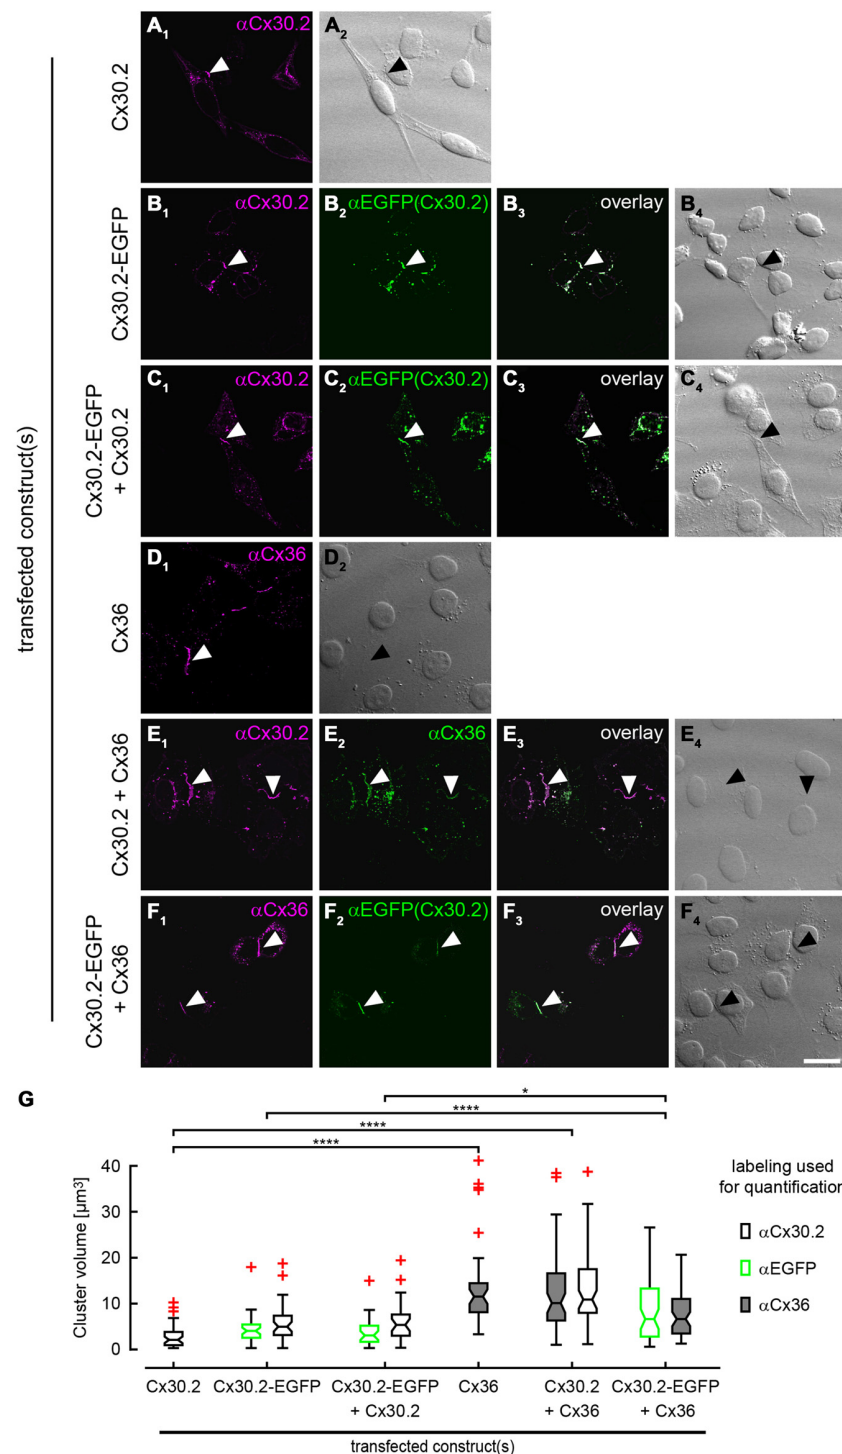 transfected construct(s)
Cx30.2
A1 αCx30.2
A2
Cx30.2-EGFP
B1 αCx30.2
B2 αEGFP(Cx30.2)
B3 overlay
B4
Cx30.2-EGFP
+ Cx30.2
C1 αCx30.2
C2 αEGFP(Cx30.2)
C3 overlay
C4
Cx36
D1 αCx36
D2
Cx30.2 + Cx36
E1 αCx30.2
E2 αCx36
E3 overlay
E4
Cx30.2-EGFP
+ Cx36
F1 αCx36
F2 αEGFP(Cx30.2)
F3 overlay
F4
G
*
****
****
****
Cluster volume [µm³]
40
30
20
10
0
labeling used
for quantification
αCx30.2
αEGFP
αCx36
Cx30.2
Cx30.2-EGFP
Cx30.2-EGFP
+ Cx30.2
Cx36
Cx30.2
+ Cx36
Cx30.2-EGFP
+ Cx36
transfected construct(s)